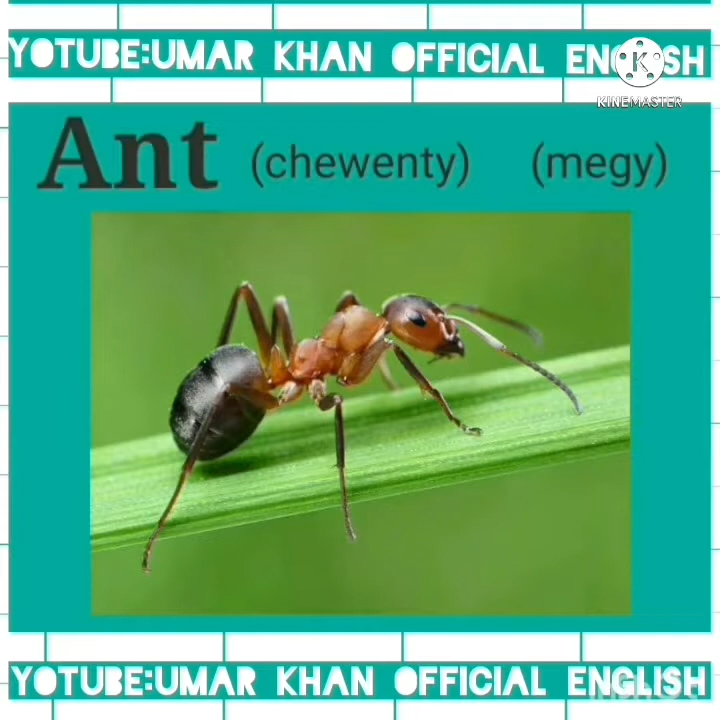 YOTUBE:UMAR KHAN OFFICIAL ENGLISH
KINEMASTER
Ant (chewenty) (megy)
YOTUBE:UMAR KHAN OFFICIAL ENGLISH